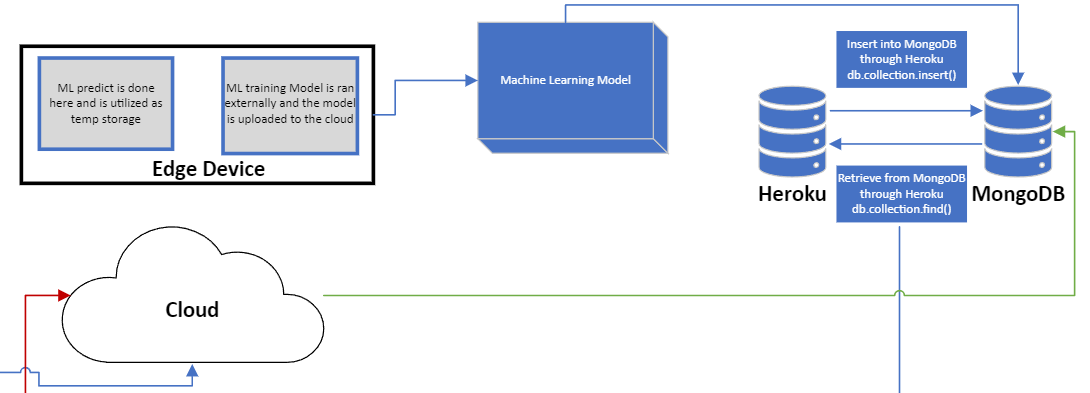 ML predict is done
here and is utilized as
temp storage
ML training Model is ran
externally and the model
is uploaded to the cloud
Edge Device
Machine Learning Model
Insert into MongoDB
through Heroku
db.collection.insert()
Heroku
MongoDB
Retrieve from MongoDB
through Heroku
db.collection.find()
Cloud